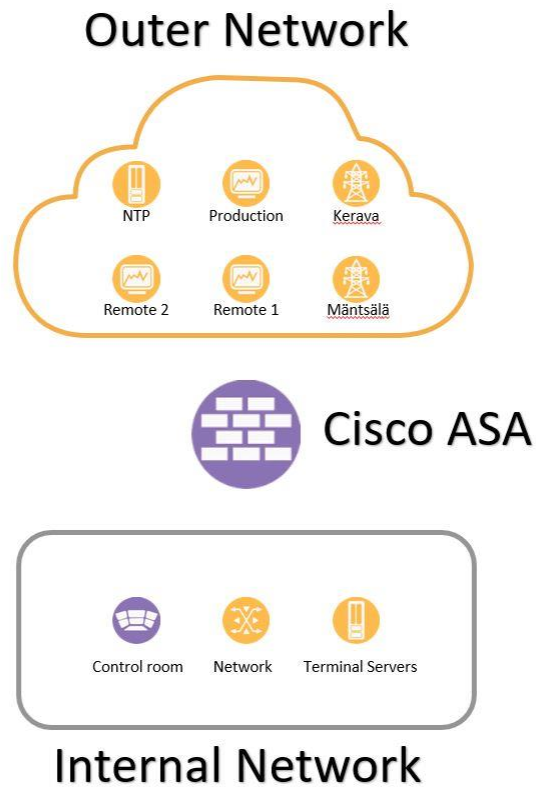 Outer Network
NTP
Production
Kerava
Remote 2
Remote 1
Mäntsälä
Cisco ASA
Control room
Network
Terminal Servers
Internal Network